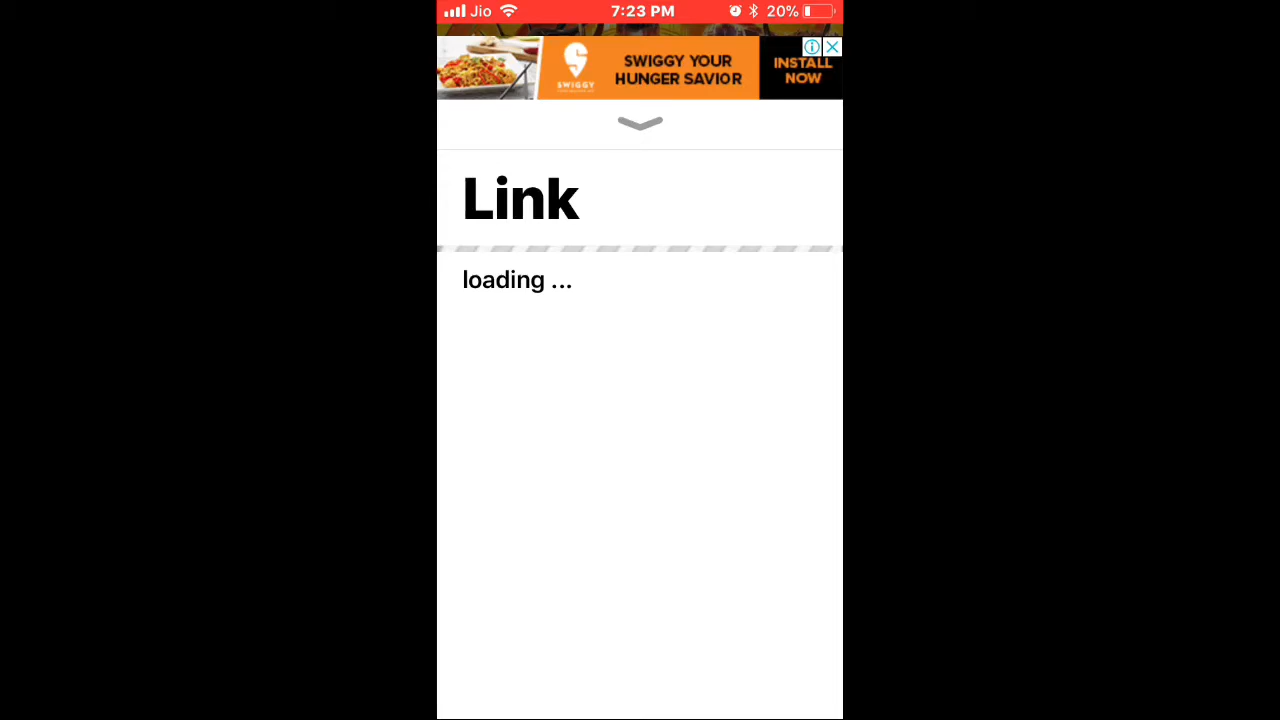 Jio 7:23 PM 20%
SWIGGY
SWIGGY YOUR
HUNGER SAVIOR
INSTALL
NOW
Link
loading ...